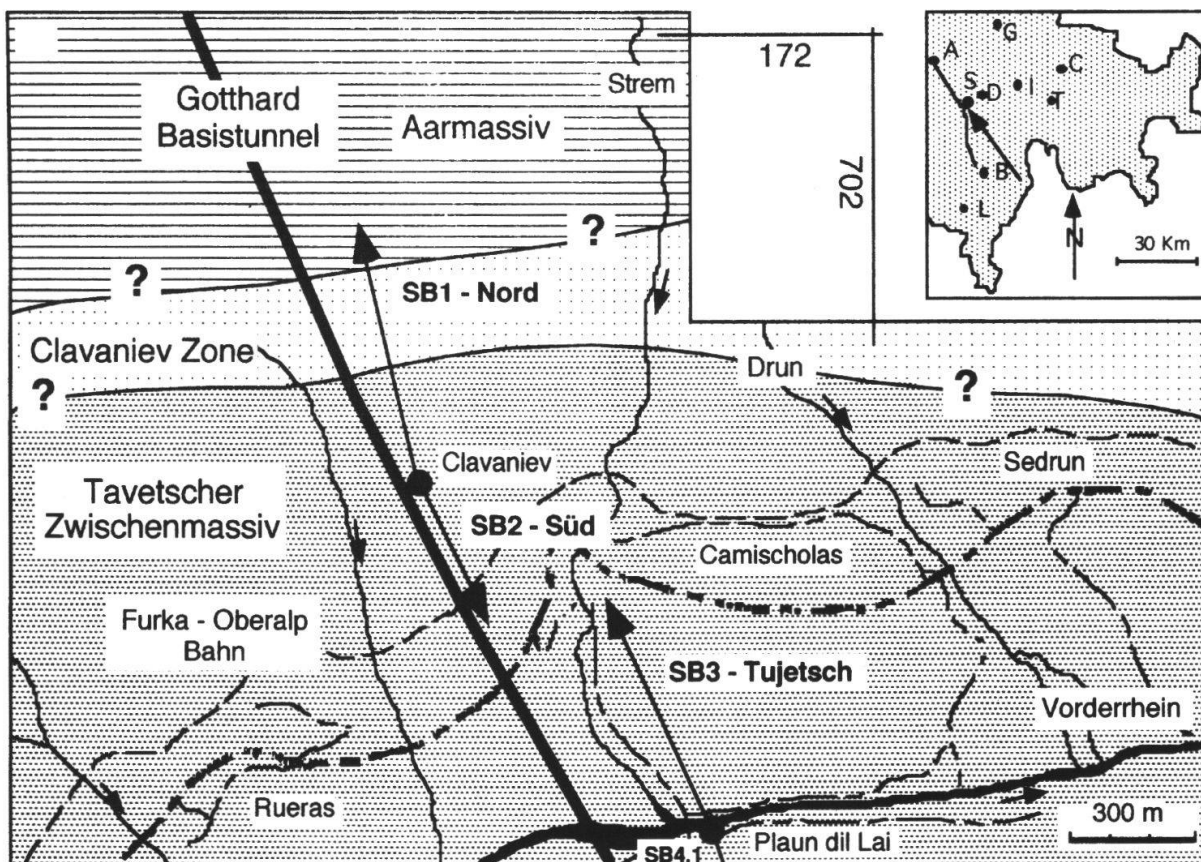 Gotthard
Basistunnel
Aarmassiv
Strem
172
702
A
G
C
S
D
I
T
B
L
N
30 Km
?
?
SB1 - Nord
Clavaniev Zone
?
Drun
?
Clavaniev
Sedrun
Tavetscher
Zwischenmassiv
SB2 - Süd
Camischolas
Furka - Oberalp
Bahn
SB3 - Tujetsch
Vorderrhein
Rueras
300 m
SB4.1
Plaun dil Lai